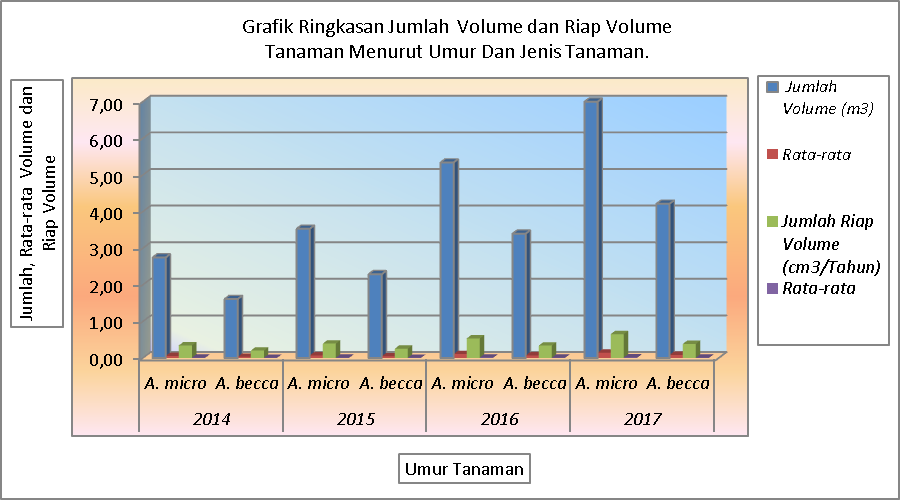 Grafik Ringkasan Jumlah Volume dan Riap Volume
Tanaman Menurut Umur Dan Jenis Tanaman.
Jumlah, Rata-rata Volume dan
Riap Volume
7,00
6,00
5,00
4,00
3,00
2,00
1,00
0,00
A. micro A. becca A. micro A. becca A. micro A. becca A. micro A. becca
2014 2015 2016 2017
Umur Tanaman
Jumlah
Volume (m3)
Rata-rata
Jumlah Riap
Volume
(cm3/Tahun)
Rata-rata